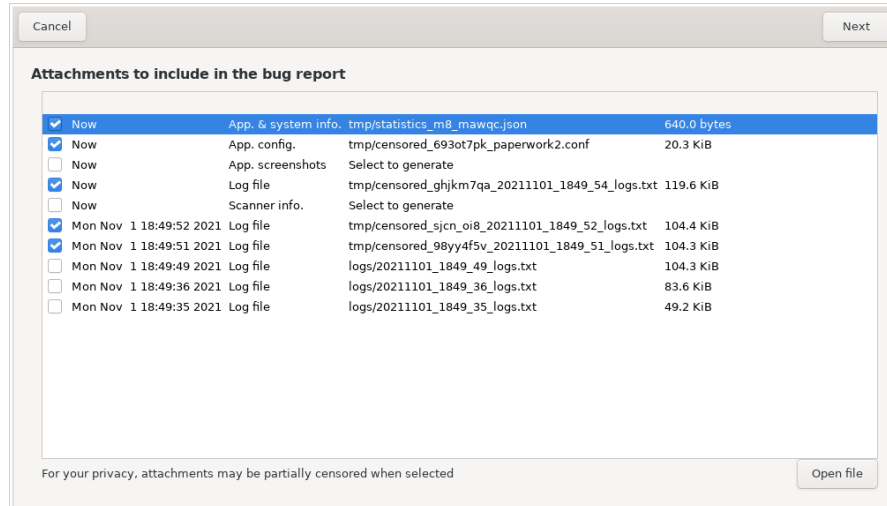 Cancel Next
Attachments to include in the bug report
Now App. & system info. tmp/statistics_m8_mawqc.json 640.0 bytes
Now App. config. tmp/censored_693ot7pk_paperwork2.conf 20.3 KiB
Now App. screenshots Select to generate
Now Log file tmp/censored_ghjkm7qa_20211101_1849_54_logs.txt 119.6 KiB
Now Scanner info. Select to generate
Mon Nov 1 18:49:52 2021 Log file tmp/censored_sjcn_oi8_20211101_1849_52_logs.txt 104.4 KiB
Mon Nov 1 18:49:51 2021 Log file tmp/censored_98yy4f5v_20211101_1849_51_logs.txt 104.3 KiB
Mon Nov 1 18:49:49 2021 Log file logs/20211101_1849_49_logs.txt 104.3 KiB
Mon Nov 1 18:49:36 2021 Log file logs/20211101_1849_36_logs.txt 83.6 KiB
Mon Nov 1 18:49:35 2021 Log file logs/20211101_1849_35_logs.txt 49.2 KiB
For your privacy, attachments may be partially censored when selected Open file